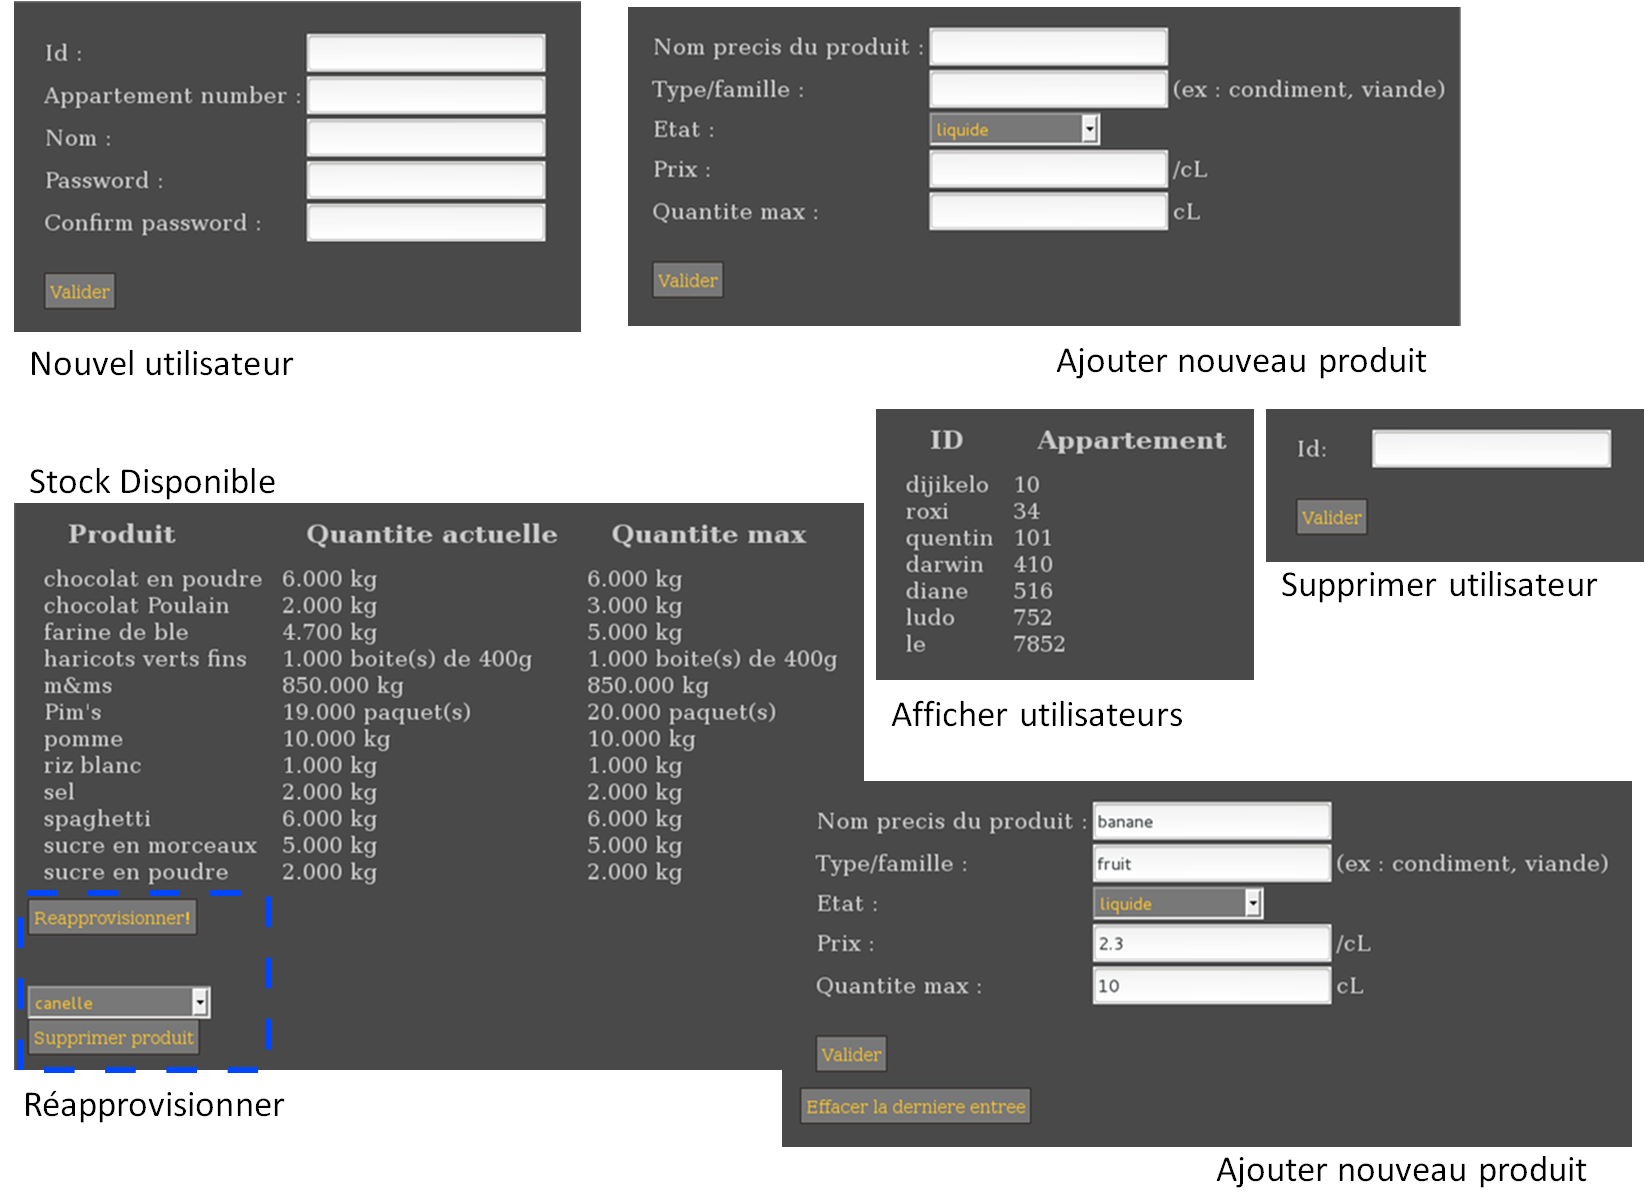 Id :
Appartement number :
Nom :
Password :
Confirm password :
Valider
Nouvel utilisateur
Nom precis du produit :
Type/famille : (ex : condiment, viande)
Etat : liquide
Prix : /cL
Quantite max : cL
Valider
Ajouter nouveau produit
Stock Disponible
Produit Quantite actuelle Quantite max
chocolat en poudre 6.000 kg 6.000 kg
chocolat Poulain 2.000 kg 3.000 kg
farine de ble 4.700 kg 5.000 kg
haricots verts fins 1.000 boite(s) de 400g 1.000 boite(s) de 400g
m&ms 850.000 kg 850.000 kg
Pim's 19.000 paquet(s) 20.000 paquet(s)
pomme 10.000 kg 10.000 kg
riz blanc 1.000 kg 1.000 kg
sel 2.000 kg 2.000 kg
spaghetti 6.000 kg 6.000 kg
sucre en morceaux 5.000 kg 5.000 kg
sucre en poudre 2.000 kg 2.000 kg
Reapprovisionner!
canelle
Supprimer produit
Réapprovisionner
ID Appartement
dijikelo 10
roxi 34
quentin 101
darwin 410
diane 516
ludo 752
le 7852
Afficher utilisateurs
Id:
Valider
Supprimer utilisateur
Nom precis du produit : banane
Type/famille : fruit (ex : condiment, viande)
Etat : liquide
Prix : 2.3 /cL
Quantite max : 10 cL
Valider
Effacer la derniere entree
Ajouter nouveau produit